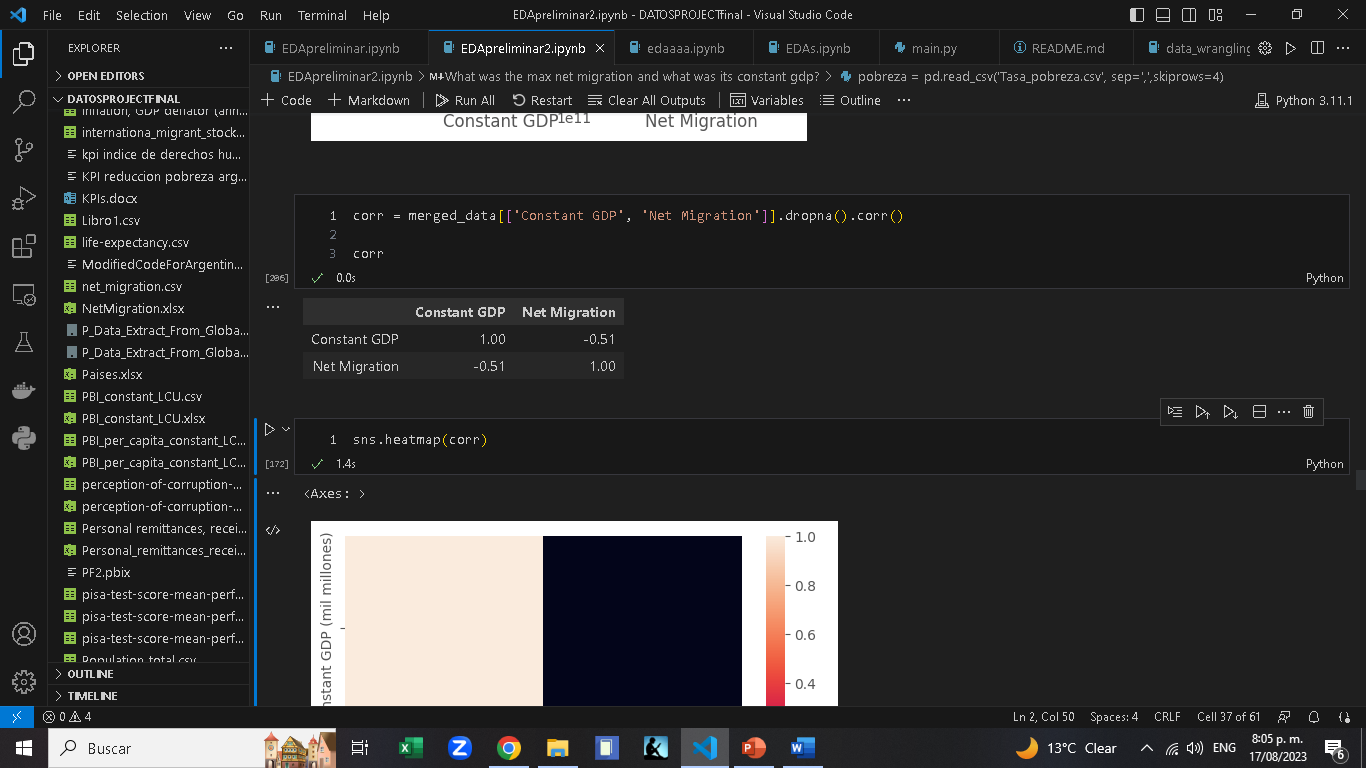 File Edit Selection View Go Run Terminal Help
EDApreliminar2.ipynb - DATOSPROJECTfinal - Visual Studio Code
EXPLORER
EDApreliminar.ipynb
EDApreliminar2.ipynb
edaaaa.ipynb
EDAs.ipynb
main.py
README.md
data_wrangling
EDApreliminar2.ipynb > M↓What was the max net migration and what was its constant gdp? > pobreza = pd.read_csv('Tasa_pobreza.csv', sep=',',skiprows=4)
+ Code + Markdown Run All Restart Clear All Outputs Variables Outline ...
Python 3.11.1
OPEN EDITORS
DATOSPROJECTFINAL
Inflation, GDP deflator (ann...
internationa_migrant_stock...
kpi indice de derechos hu...
KPI reduccion pobreza arg...
KPIs.docx
Libro1.csv
life-expectancy.csv
ModifiedCodeForArgentin...
net_migration.csv
NetMigration.xlsx
P_Data_Extract_From_Globa...
P_Data_Extract_From_Globa...
Paises.xlsx
PBI_constant_LCU.csv
PBI_constant_LCU.xlsx
PBI_per_capita_constant_LC...
PBI_per_capita_constant_LC...
perception-of-corruption-...
perception-of-corruption-...
Personal remittances, recei...
Personal_remittances_recei...
PF2.pbix
pisa-test-score-mean-perf...
pisa-test-score-mean-perf...
pisa-test-score-mean-perf...
Population total.csv
OUTLINE
TIMELINE
Constant GDP 1e11 Net Migration
1 corr = merged_data[['Constant GDP', 'Net Migration']].dropna().corr()
2
3 corr
[206] 0.0s Python
Constant GDP Net Migration
Constant GDP 1.00 -0.51
Net Migration -0.51 1.00
1 sns.heatmap(corr)
[172] 1.4s Python
<Axes: >
nstant GDP (mil millones)
1.0
0.8
0.6
0.4
0 4
Ln 2, Col 50 Spaces: 4 CRLF Cell 37 of 61
Buscar
13°C Clear
ENG
8:05 p. m.
17/08/2023
6